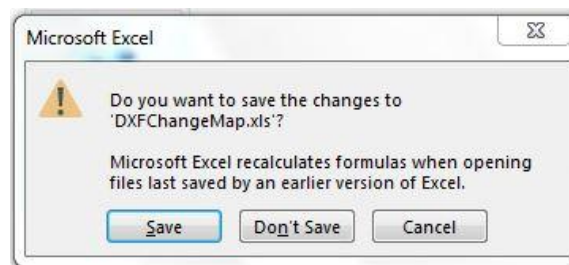 Microsoft Excel
Do you want to save the changes to
'DXFChangeMap.xls'?
Microsoft Excel recalculates formulas when opening
files last saved by an earlier version of Excel.
Save Don't Save Cancel